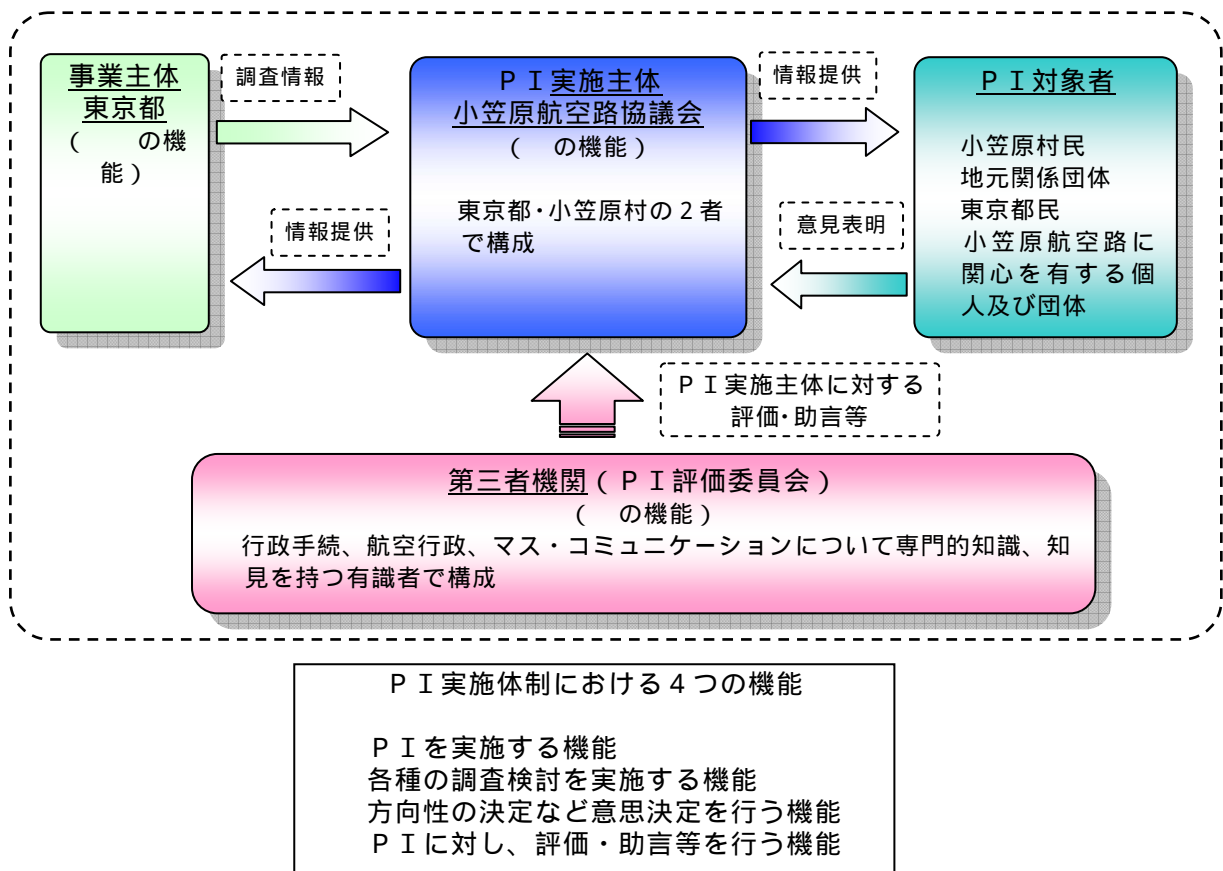 事業主体
東京都
(　　の機
能)
調査情報
情報提供
ＰＩ実施主体
小笠原航空路協議会
(　の機能)
東京都・小笠原村の２者
で構成
情報提供
意見表明
ＰＩ対象者
小笠原村民
地元関係団体
東京都民
小笠原航空路に
関心を有する個
人及び団体
ＰＩ実施主体に対する
評価・助言等
第三者機関(ＰＩ評価委員会)
(　の機能)
行政手続、航空行政、マス・コミュニケーションについて専門的知識、知
見を持つ有識者で構成
ＰＩ実施体制における４つの機能
ＰＩを実施する機能
各種の調査検討を実施する機能
方向性の決定など意思決定を行う機能
ＰＩに対し、評価・助言等を行う機能